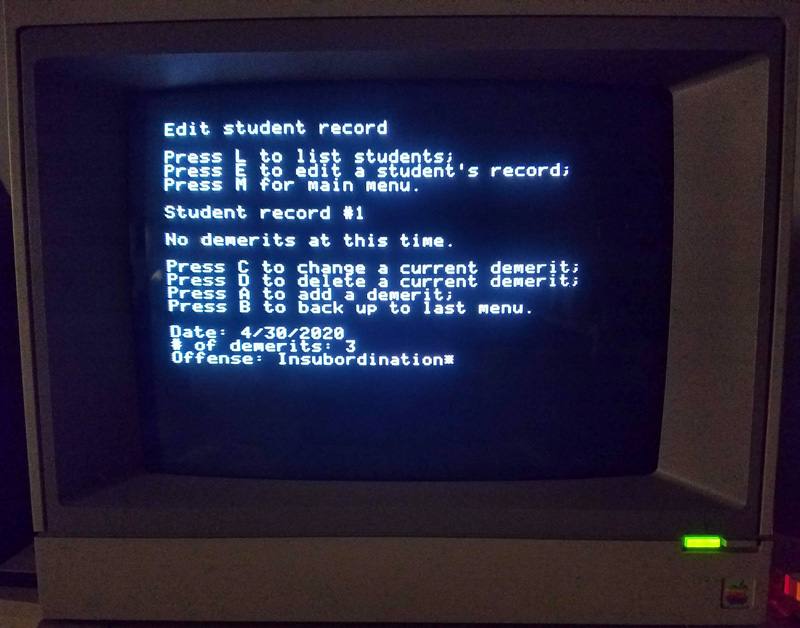 Edit student record
Press L to list students;
Press E to edit a student's record;
Press M for main menu.
Student record #1
No demerits at this time.
Press C to change a current demerit;
Press D to delete a current demerit;
Press A to add a demerit;
Press B to back up to last menu.
Date: 4/30/2020
# of demerits: 3
Offense: Insubordination*